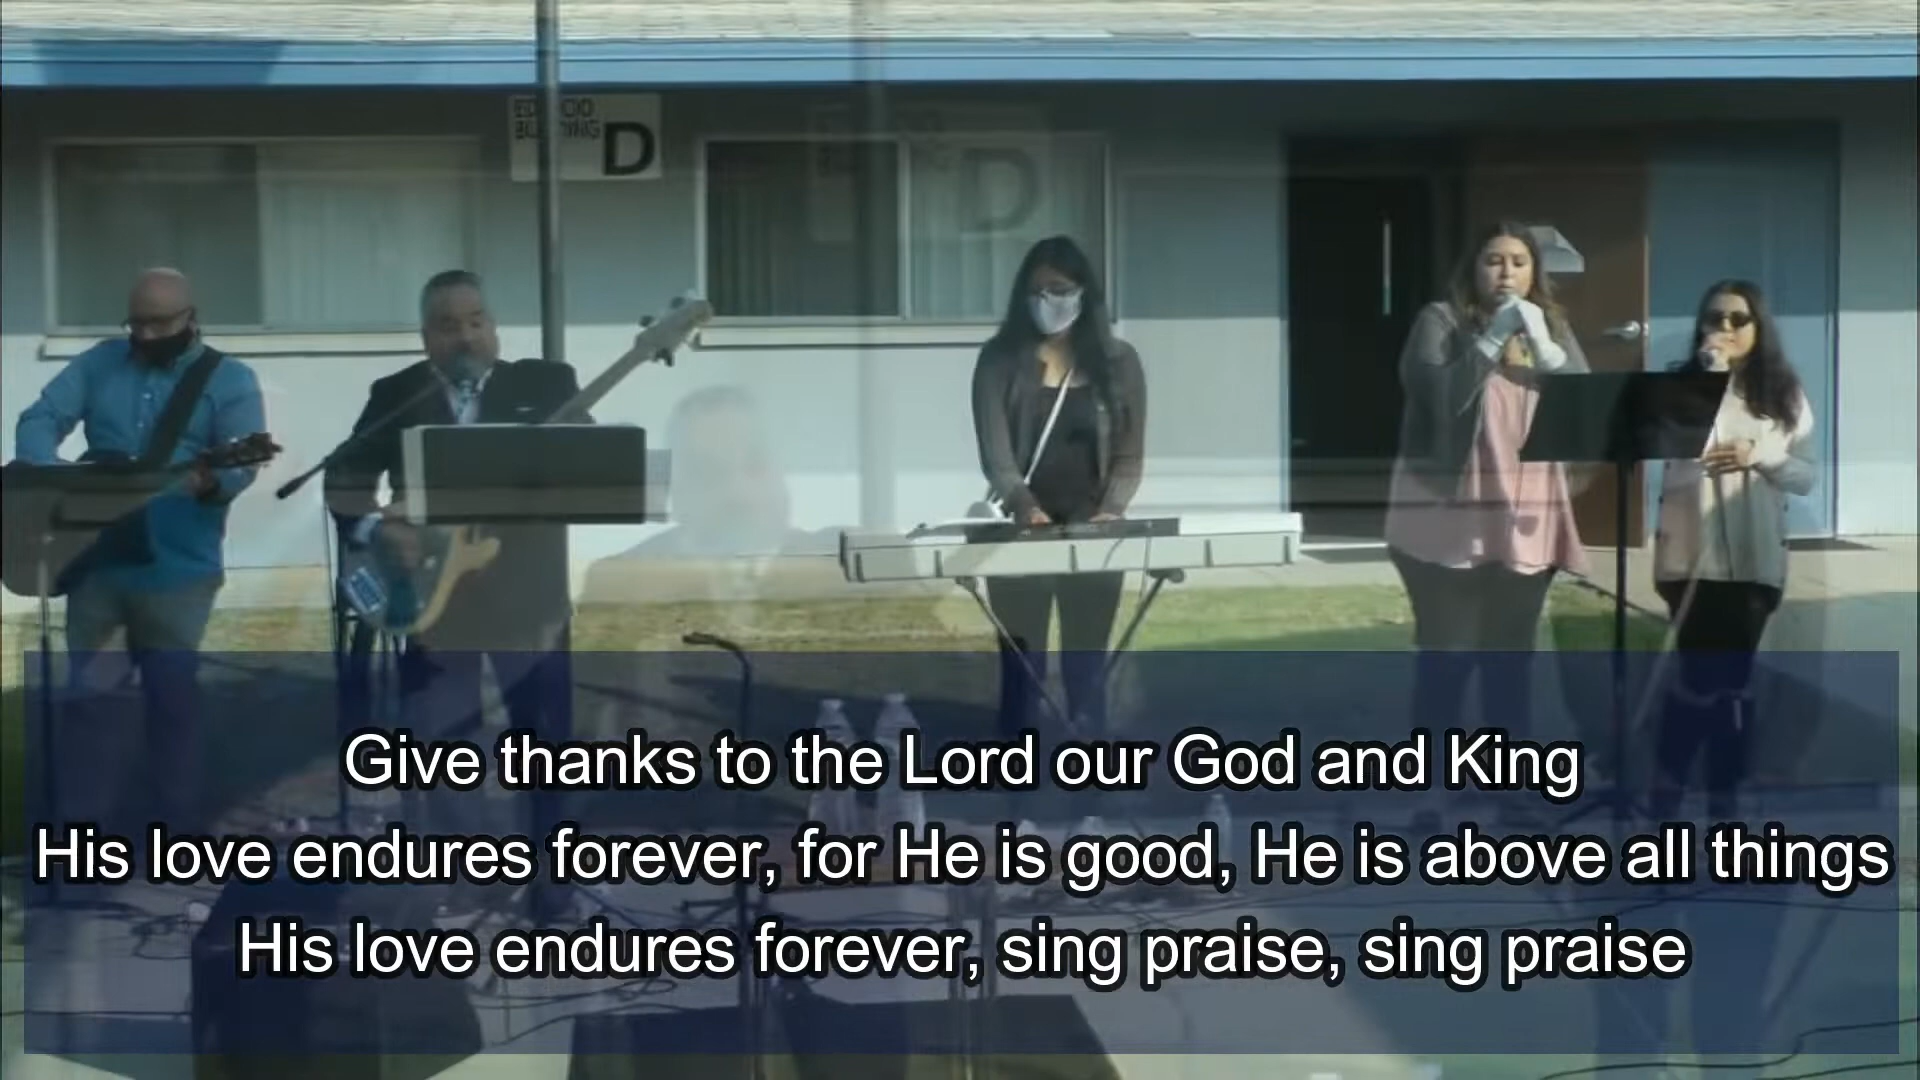 D
Give thanks to the Lord our God and King
His love endures forever, for He is good, He is above all things
His love endures forever, sing praise, sing praise